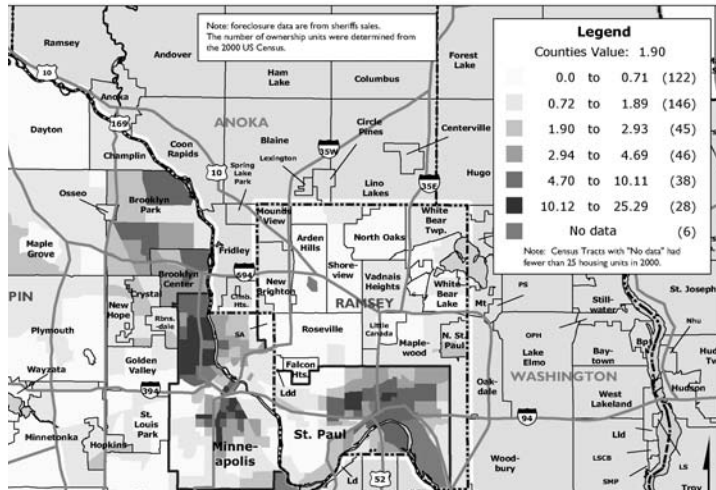 Note: foreclosure data are from sheriffs sales.
The number of ownership units were determined from
the 2000 US Census.
Legend
Counties Value: 1.90
0.0 to 0.71 (122)
0.72 to 1.89 (146)
1.90 to 2.93 (45)
2.94 to 4.69 (46)
4.70 to 10.11 (38)
10.12 to 25.29 (28)
No data (6)
Note: Census Tracts with "No data" had
fewer than 25 housing units in 2000.
Ramsey
Andover
Ham
Lake
Columbus
Forest
Lake
10
Anoka
169
ANOKA
Dayton
Champlin
Coon
Rapids
Blaine
35W
Circle
Pines
Centerville
Lexington
10
Spring
Lake
Park
Lino
Lakes
35E
Hugo
Osseo
Brooklyn
Park
Mounds
View
White
Bear
Twp.
Arden
Hills
North Oaks
Maple
Grove
Fridley
Shore-
view
Brooklyn
Center
694
New
Brighton
Vadnais
Heights
White
Bear
Lake
PIN
Crystal
Clmb.
Hts.
RAMSEY
Mt
PS
St. Joseph
Still-
water
New
Hope
Rbns.
-dale
SA
Roseville
Little
Canada
Maple-
wood
N. St.
Paul
OPH
Nhu
Plymouth
Bp
Hud
T
Lake
Elmo
Bay-
town
Golden
Valley
Falcon
Hts.
Wayzata
Ldd
Oak-
dale
WASHINGTON
Hudson
394
West
Lakeland
St.
Louis
Park
94
Minnetonka
Hopkins
Minne-
apolis
St. Paul
Lld
LSCB
LS
Wood-
bury
SMP
Troy
Ld
52